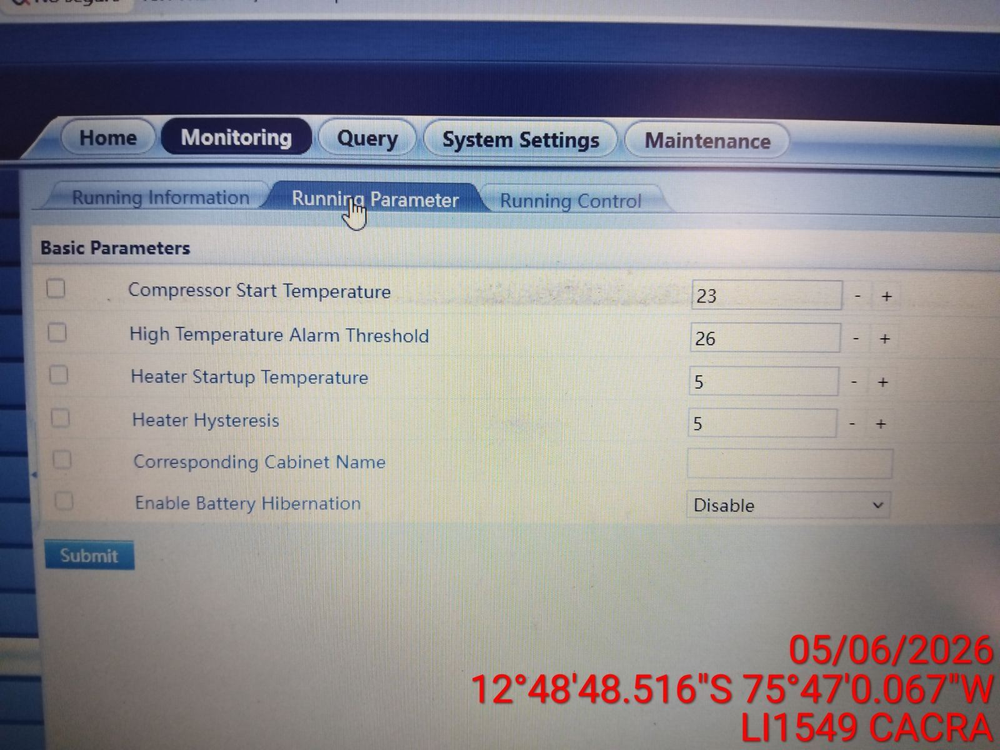 Home Monitoring Query System Settings Maintenance
Running Information Running Parameter Running Control
Basic Parameters
Compressor Start Temperature 23 - +
High Temperature Alarm Threshold 26 - +
Heater Startup Temperature 5 - +
Heater Hysteresis 5 - +
Corresponding Cabinet Name
Enable Battery Hibernation Disable
Submit
05/06/2026
12°48'48.516"S 75°47'0.067"W
LI1549 CACRA